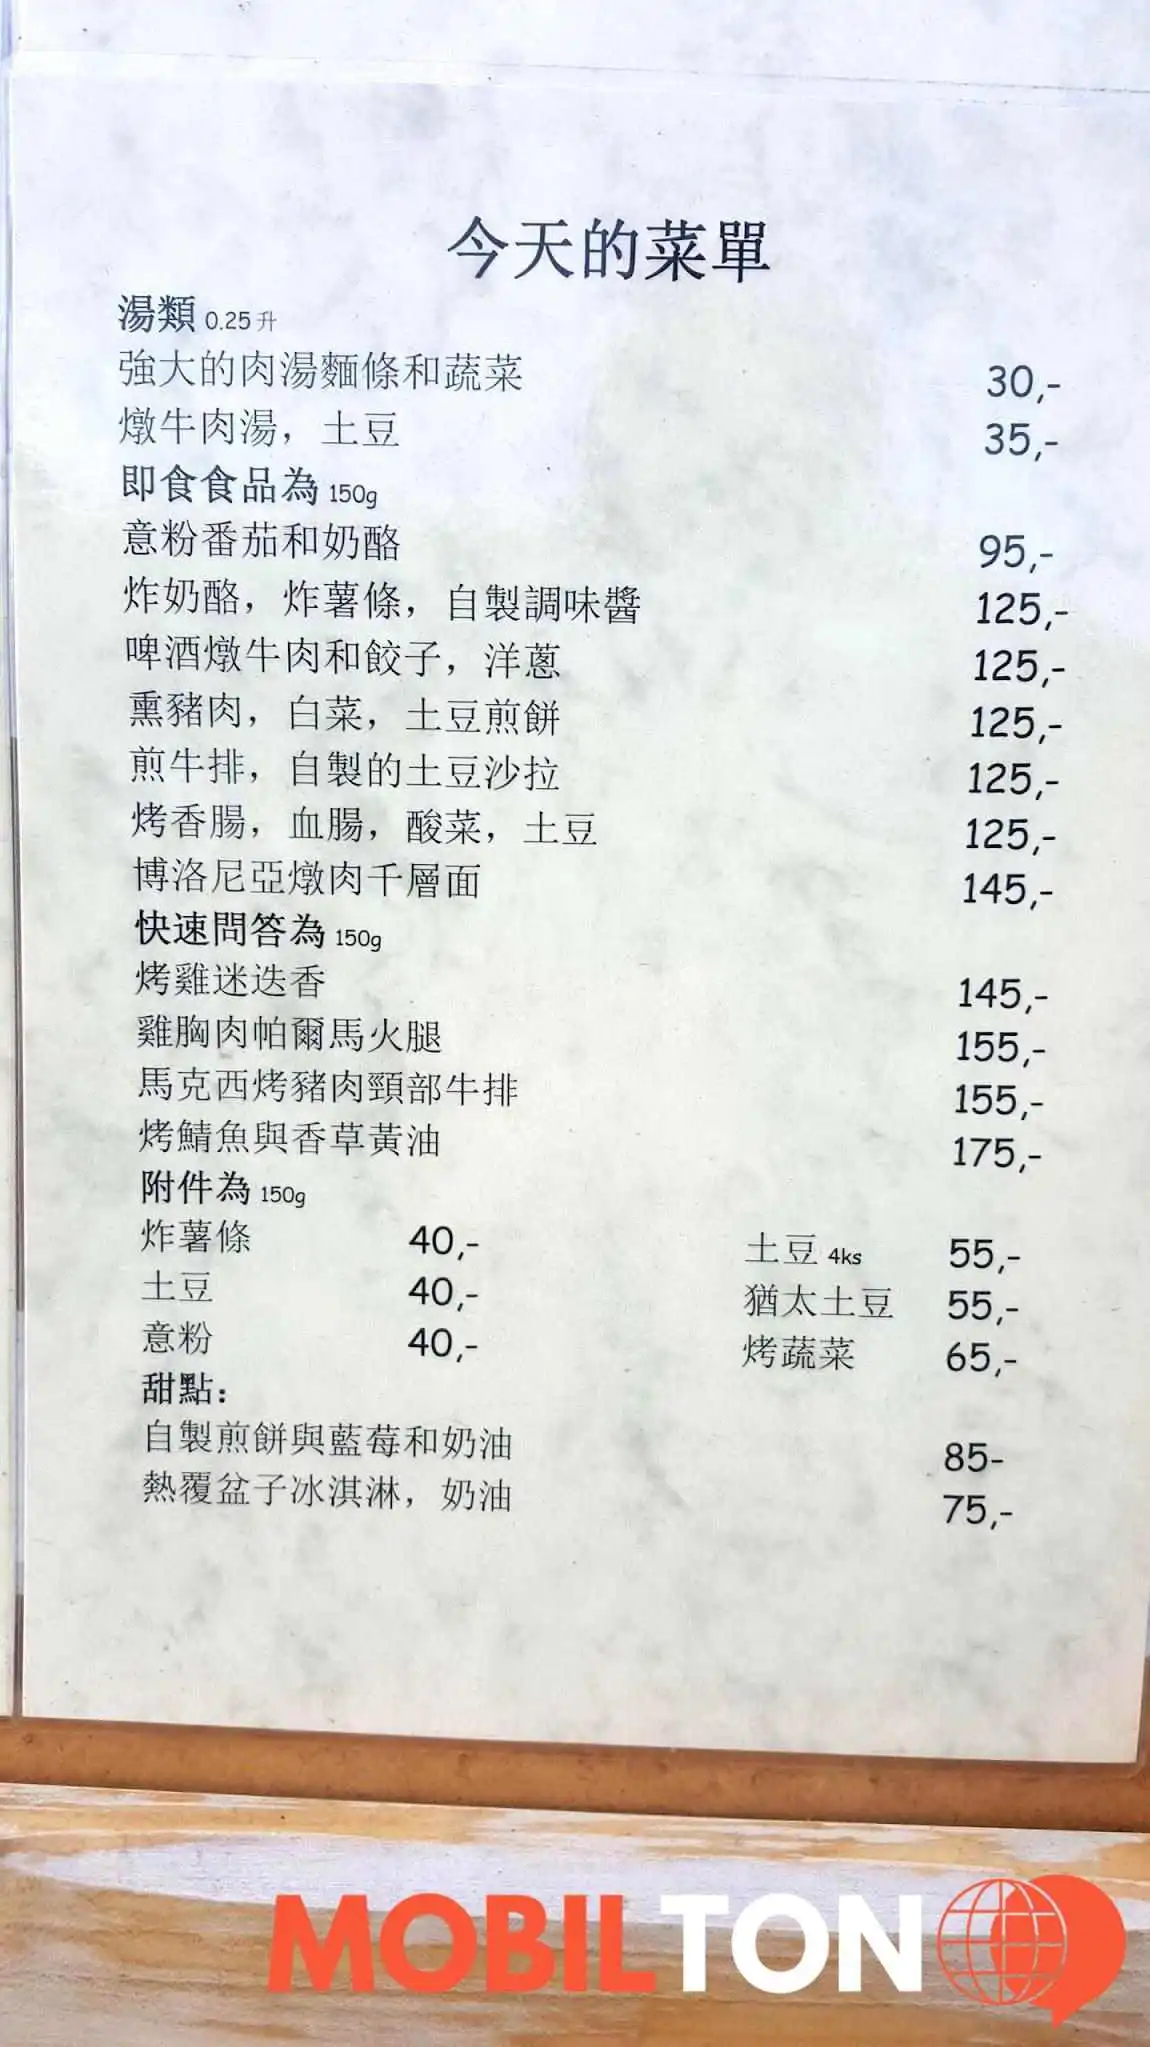 今天的菜單
湯類 0.25 升
強大的肉湯麵條和蔬菜 30,-
燉牛肉湯，土豆 35,-
即食食品為 150g
意粉番茄和奶酪 95,-
炸奶酪，炸薯條，自製調味醬 125,-
啤酒燉牛肉和餃子，洋蔥 125,-
熏豬肉，白菜，土豆煎餅 125,-
煎牛排，自製的土豆沙拉 125,-
烤香腸，血腸，酸菜，土豆 125,-
博洛尼亞燉肉千層面 145,-
快速問答為 150g
烤雞迷迭香 145,-
雞胸肉帕爾馬火腿 155,-
馬克西烤豬肉頸部牛排 155,-
烤鯖魚與香草黃油 175,-
附件為 150g
炸薯條 40,- 土豆 4ks 55,-
土豆 40,- 猶太土豆 55,-
意粉 40,- 烤蔬菜 65,-
甜點：
自製煎餅與藍莓和奶油 85-
熱覆盆子冰淇淋，奶油 75,-
MOBILTON